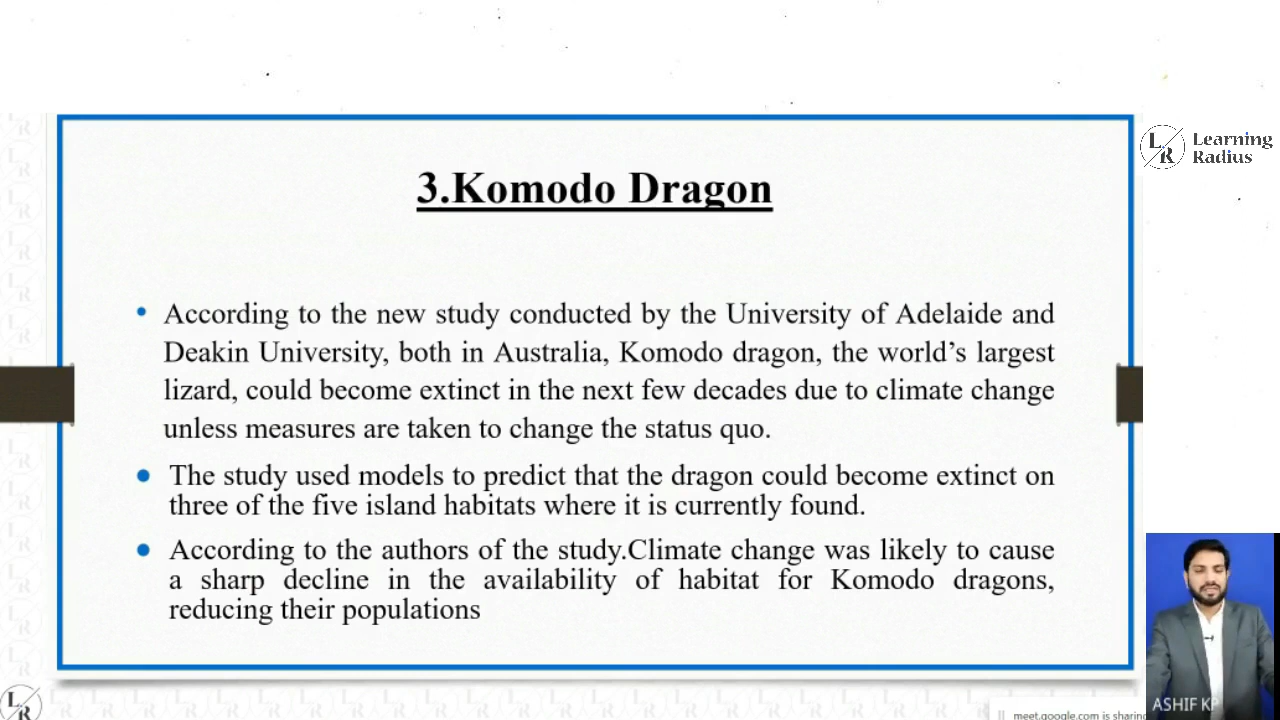 3.Komodo Dragon
L
R
Learning
Radius
• According to the new study conducted by the University of Adelaide and
Deakin University, both in Australia, Komodo dragon, the world's largest
lizard, could become extinct in the next few decades due to climate change
unless measures are taken to change the status quo.
• The study used models to predict that the dragon could become extinct on
three of the five island habitats where it is currently found.
• According to the authors of the study.Climate change was likely to cause
a sharp decline in the availability of habitat for Komodo dragons,
reducing their populations
ASHIF KP
L
R
meet.google.com is sharing